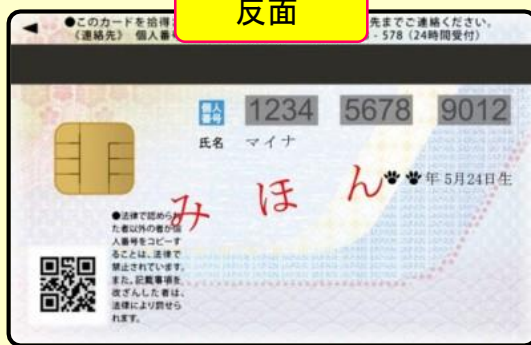 反面
●このカードを拾得
先までご連絡ください。
《連絡先》 個人番
- 578（24時間受付）
個人番号 1234 5678 9012
氏名 マイナ
みほん
年 5月24日生
●法律で認められ
た者以外の者が個
人番号をコピーす
ることは、法律で
禁止されています。
また、記載事項を
改ざんした者は、
法律により罰せら
れます。